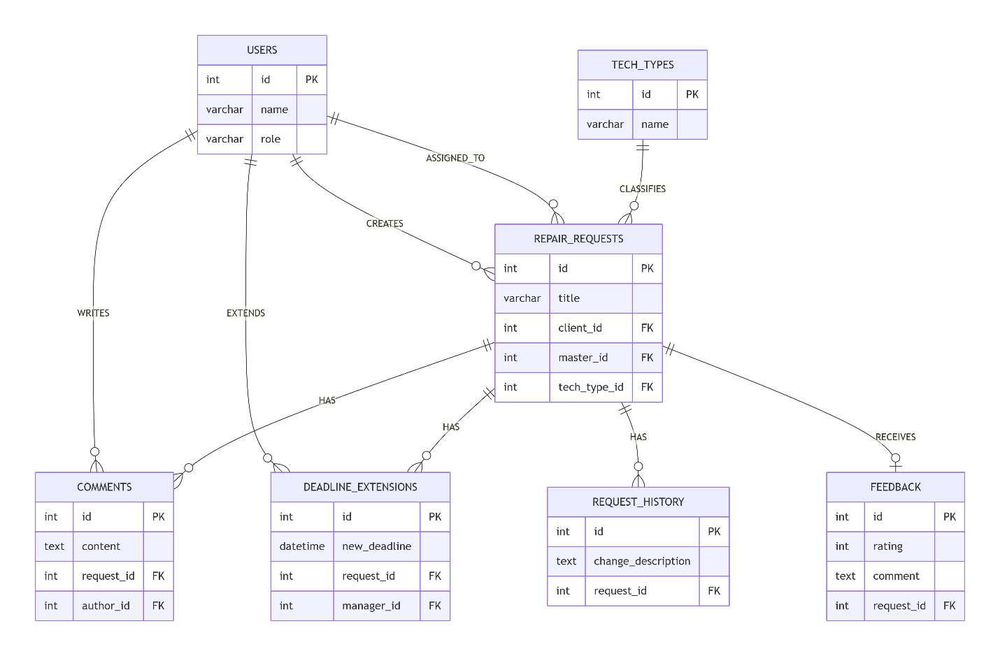 USERS
int id PK
varchar name
varchar role
TECH_TYPES
int id PK
varchar name
ASSIGNED_TO
CLASSIFIES
CREATES
REPAIR_REQUESTS
int id PK
varchar title
int client_id FK
int master_id FK
int tech_type_id FK
WRITES
EXTENDS
HAS
HAS
HAS
RECEIVES
COMMENTS
int id PK
text content
int request_id FK
int author_id FK
DEADLINE_EXTENSIONS
int id PK
datetime new_deadline
int request_id FK
int manager_id FK
REQUEST_HISTORY
int id PK
text change_description
int request_id FK
FEEDBACK
int id PK
int rating
text comment
int request_id FK